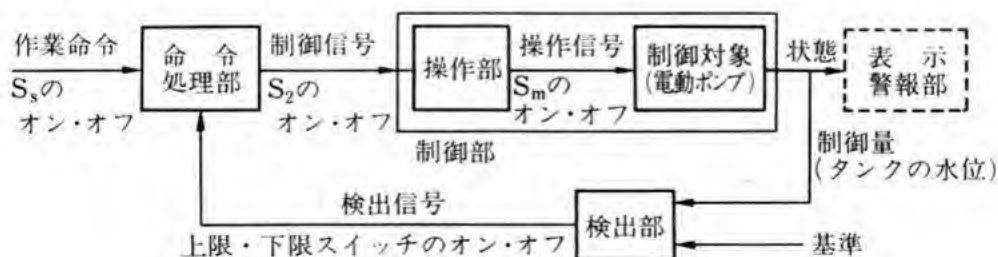 作業命令
Ssの
オン・オフ
命令
処理部
制御信号
S2の
オン・オフ
操作部
操作信号
Smの
オン・オフ
制御対象
(電動ポンプ)
制御部
状態
表示
警報部
制御量
(タンクの水位)
検出信号
上限・下限スイッチのオン・オフ
検出部
基準